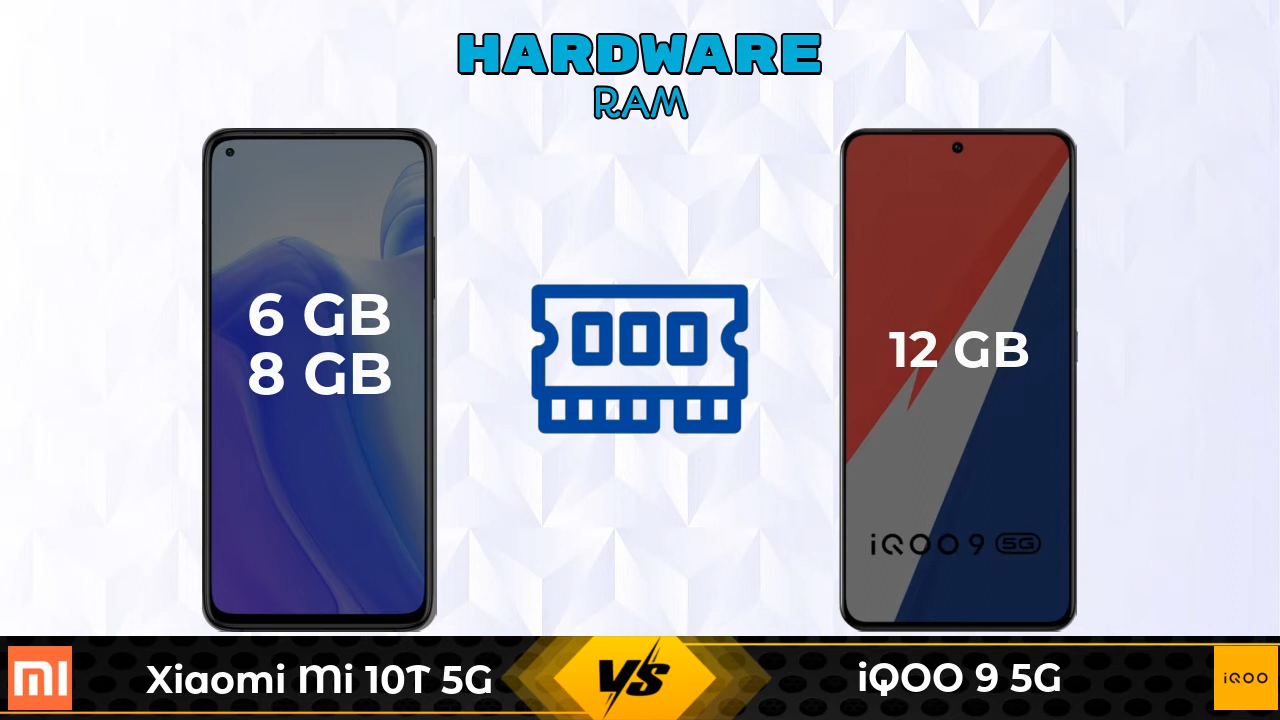 HARDWARE
RAM
6 GB
8 GB
12 GB
iQOO 9 5G
MI
Xiaomi Mi 10T 5G
VS
iQOO 9 5G
iQOO